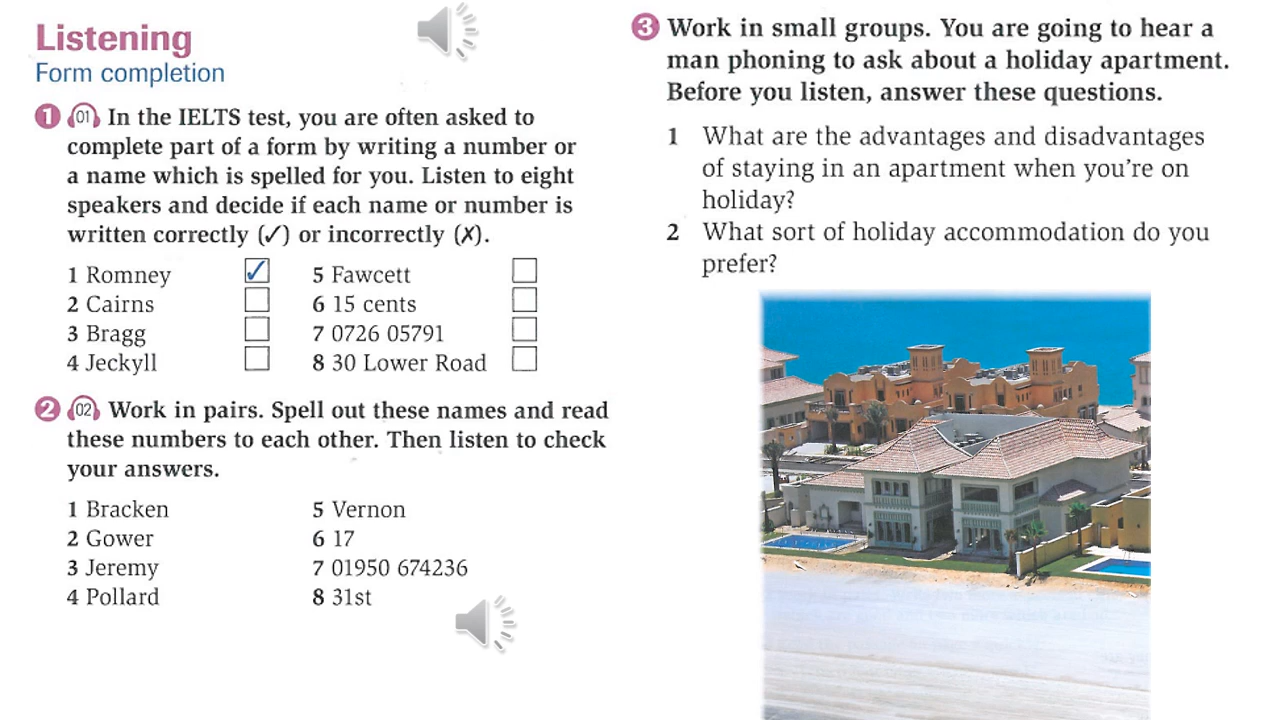 Listening
Form completion
1 01 In the IELTS test, you are often asked to
complete part of a form by writing a number or
a name which is spelled for you. Listen to eight
speakers and decide if each name or number is
written correctly (✓) or incorrectly (✗).
1 Romney ✓ 5 Fawcett
2 Cairns 6 15 cents
3 Bragg 7 0726 05791
4 Jeckyll 8 30 Lower Road
2 02 Work in pairs. Spell out these names and read
these numbers to each other. Then listen to check
your answers.
1 Bracken 5 Vernon
2 Gower 6 17
3 Jeremy 7 01950 674236
4 Pollard 8 31st
3 Work in small groups. You are going to hear a
man phoning to ask about a holiday apartment.
Before you listen, answer these questions.
1 What are the advantages and disadvantages
of staying in an apartment when you're on
holiday?
2 What sort of holiday accommodation do you
prefer?